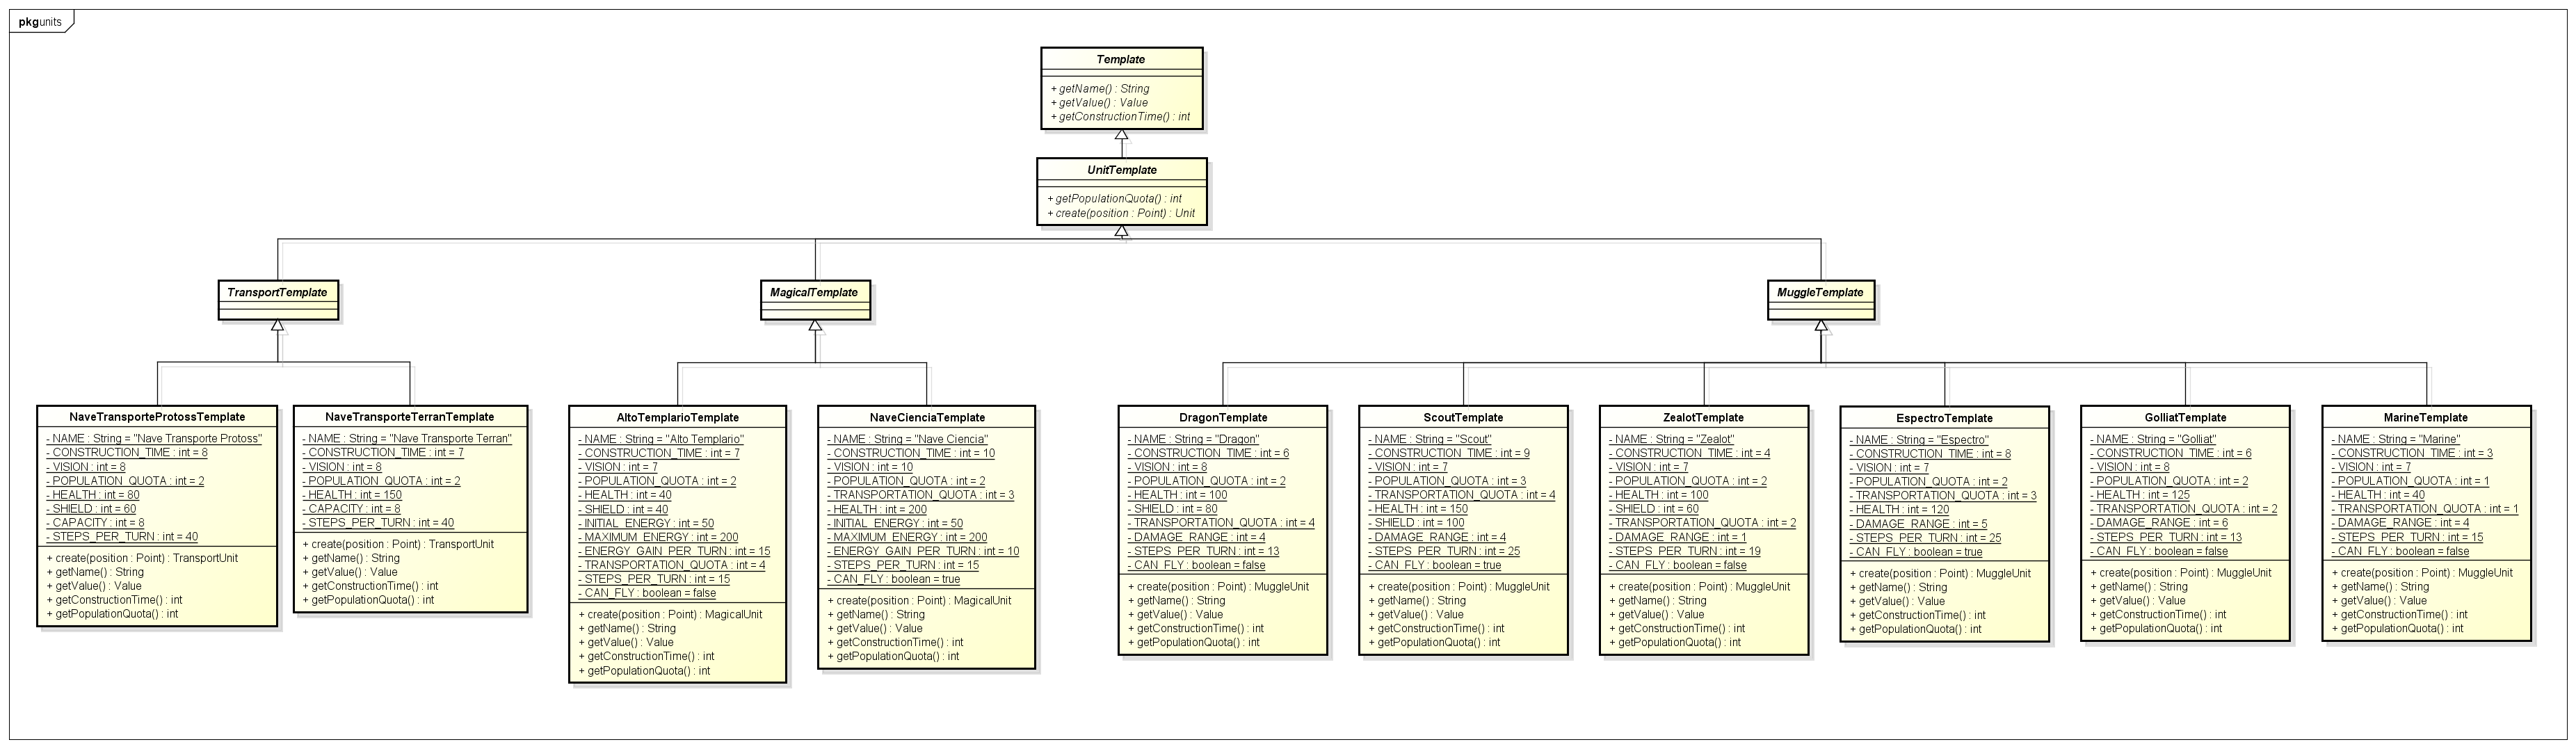 pkg units
Template
+ getName() : String
+ getValue() : Value
+ getConstructionTime() : int
UnitTemplate
+ getPopulationQuota() : int
+ create(position : Point) : Unit
TransportTemplate
MagicalTemplate
MuggleTemplate
NaveTransporteProtossTemplate
- NAME : String = "Nave Transporte Protoss"
- CONSTRUCTION_TIME : int = 8
- VISION : int = 8
- POPULATION_QUOTA : int = 2
- HEALTH : int = 80
- SHIELD : int = 60
- CAPACITY : int = 8
- STEPS_PER_TURN : int = 40
+ create(position : Point) : TransportUnit
+ getName() : String
+ getValue() : Value
+ getConstructionTime() : int
+ getPopulationQuota() : int
NaveTransporteTerranTemplate
- NAME : String = "Nave Transporte Terran"
- CONSTRUCTION_TIME : int = 7
- VISION : int = 8
- POPULATION_QUOTA : int = 2
- HEALTH : int = 150
- CAPACITY : int = 8
- STEPS_PER_TURN : int = 40
+ create(position : Point) : TransportUnit
+ getName() : String
+ getValue() : Value
+ getConstructionTime() : int
+ getPopulationQuota() : int
AltoTemplarioTemplate
- NAME : String = "Alto Templario"
- CONSTRUCTION_TIME : int = 7
- VISION : int = 7
- POPULATION_QUOTA : int = 2
- HEALTH : int = 40
- SHIELD : int = 40
- INITIAL_ENERGY : int = 50
- MAXIMUM_ENERGY : int = 200
- ENERGY_GAIN_PER_TURN : int = 15
- TRANSPORTATION_QUOTA : int = 4
- STEPS_PER_TURN : int = 15
- CAN_FLY : boolean = false
+ create(position : Point) : MagicalUnit
+ getName() : String
+ getValue() : Value
+ getConstructionTime() : int
+ getPopulationQuota() : int
NaveCienciaTemplate
- NAME : String = "Nave Ciencia"
- CONSTRUCTION_TIME : int = 10
- VISION : int = 10
- POPULATION_QUOTA : int = 2
- TRANSPORTATION_QUOTA : int = 3
- HEALTH : int = 200
- INITIAL_ENERGY : int = 50
- MAXIMUM_ENERGY : int = 200
- ENERGY_GAIN_PER_TURN : int = 10
- STEPS_PER_TURN : int = 15
- CAN_FLY : boolean = true
+ create(position : Point) : MagicalUnit
+ getName() : String
+ getValue() : Value
+ getConstructionTime() : int
+ getPopulationQuota() : int
DragonTemplate
- NAME : String = "Dragon"
- CONSTRUCTION_TIME : int = 6
- VISION : int = 8
- POPULATION_QUOTA : int = 2
- HEALTH : int = 100
- SHIELD : int = 80
- TRANSPORTATION_QUOTA : int = 4
- DAMAGE_RANGE : int = 4
- STEPS_PER_TURN : int = 13
- CAN_FLY : boolean = false
+ create(position : Point) : MuggleUnit
+ getName() : String
+ getValue() : Value
+ getConstructionTime() : int
+ getPopulationQuota() : int
ScoutTemplate
- NAME : String = "Scout"
- CONSTRUCTION_TIME : int = 9
- VISION : int = 7
- POPULATION_QUOTA : int = 3
- TRANSPORTATION_QUOTA : int = 4
- HEALTH : int = 150
- SHIELD : int = 100
- DAMAGE_RANGE : int = 4
- STEPS_PER_TURN : int = 25
- CAN_FLY : boolean = true
+ create(position : Point) : MuggleUnit
+ getName() : String
+ getValue() : Value
+ getConstructionTime() : int
+ getPopulationQuota() : int
ZealotTemplate
- NAME : String = "Zealot"
- CONSTRUCTION_TIME : int = 4
- VISION : int = 7
- POPULATION_QUOTA : int = 2
- HEALTH : int = 100
- SHIELD : int = 60
- TRANSPORTATION_QUOTA : int = 2
- DAMAGE_RANGE : int = 1
- STEPS_PER_TURN : int = 19
- CAN_FLY : boolean = false
+ create(position : Point) : MuggleUnit
+ getName() : String
+ getValue() : Value
+ getConstructionTime() : int
+ getPopulationQuota() : int
EspectroTemplate
- NAME : String = "Espectro"
- CONSTRUCTION_TIME : int = 8
- VISION : int = 7
- POPULATION_QUOTA : int = 2
- TRANSPORTATION_QUOTA : int = 3
- HEALTH : int = 120
- DAMAGE_RANGE : int = 5
- STEPS_PER_TURN : int = 25
- CAN_FLY : boolean = true
+ create(position : Point) : MuggleUnit
+ getName() : String
+ getValue() : Value
+ getConstructionTime() : int
+ getPopulationQuota() : int
GolliatTemplate
- NAME : String = "Golliat"
- CONSTRUCTION_TIME : int = 6
- VISION : int = 8
- POPULATION_QUOTA : int = 2
- HEALTH : int = 125
- TRANSPORTATION_QUOTA : int = 2
- DAMAGE_RANGE : int = 6
- STEPS_PER_TURN : int = 13
- CAN_FLY : boolean = false
+ create(position : Point) : MuggleUnit
+ getName() : String
+ getValue() : Value
+ getConstructionTime() : int
+ getPopulationQuota() : int
MarineTemplate
- NAME : String = "Marine"
- CONSTRUCTION_TIME : int = 3
- VISION : int = 7
- POPULATION_QUOTA : int = 1
- HEALTH : int = 40
- TRANSPORTATION_QUOTA : int = 1
- DAMAGE_RANGE : int = 4
- STEPS_PER_TURN : int = 15
- CAN_FLY : boolean = false
+ create(position : Point) : MuggleUnit
+ getName() : String
+ getValue() : Value
+ getConstructionTime() : int
+ getPopulationQuota() : int